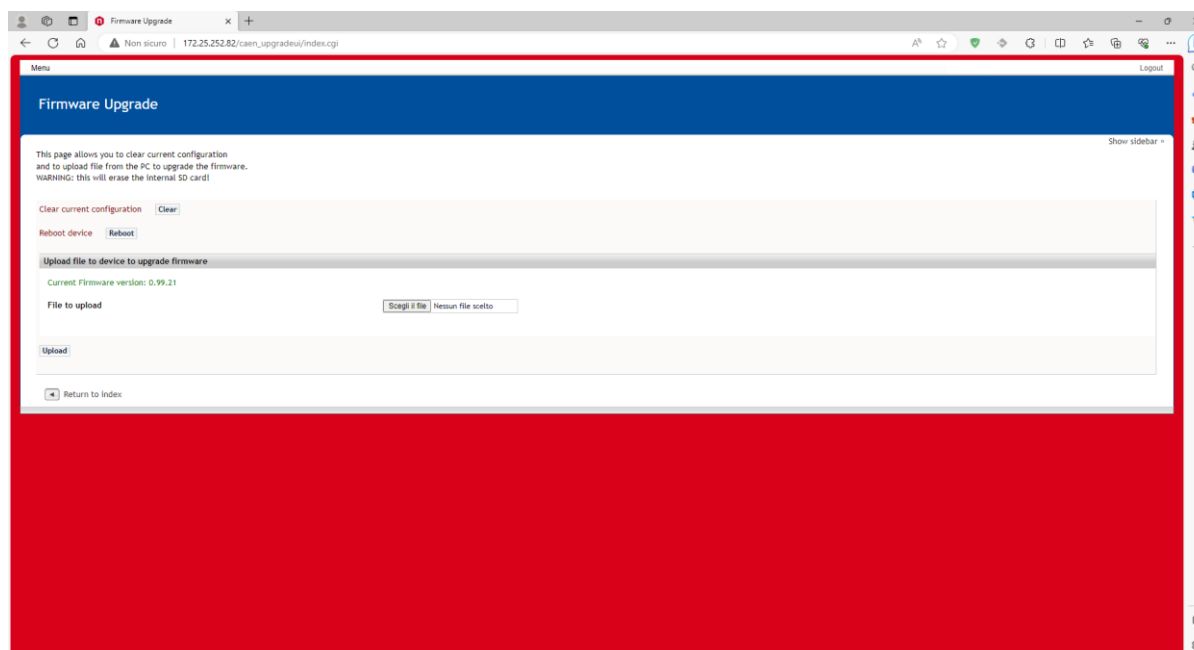 Firmware Upgrade
Non sicuro | 172.25.252.82/caen_upgradeui/index.cgi
Menu
Logout
Firmware Upgrade
Show sidebar »
This page allows you to clear current configuration
and to upload file from the PC to upgrade the firmware.
WARNING: this will erase the internal SD card!
Clear current configuration Clear
Reboot device Reboot
Upload file to device to upgrade firmware
Current Firmware version: 0.99.21
File to upload Scegli il file Nessun file scelto
Upload
Return to index